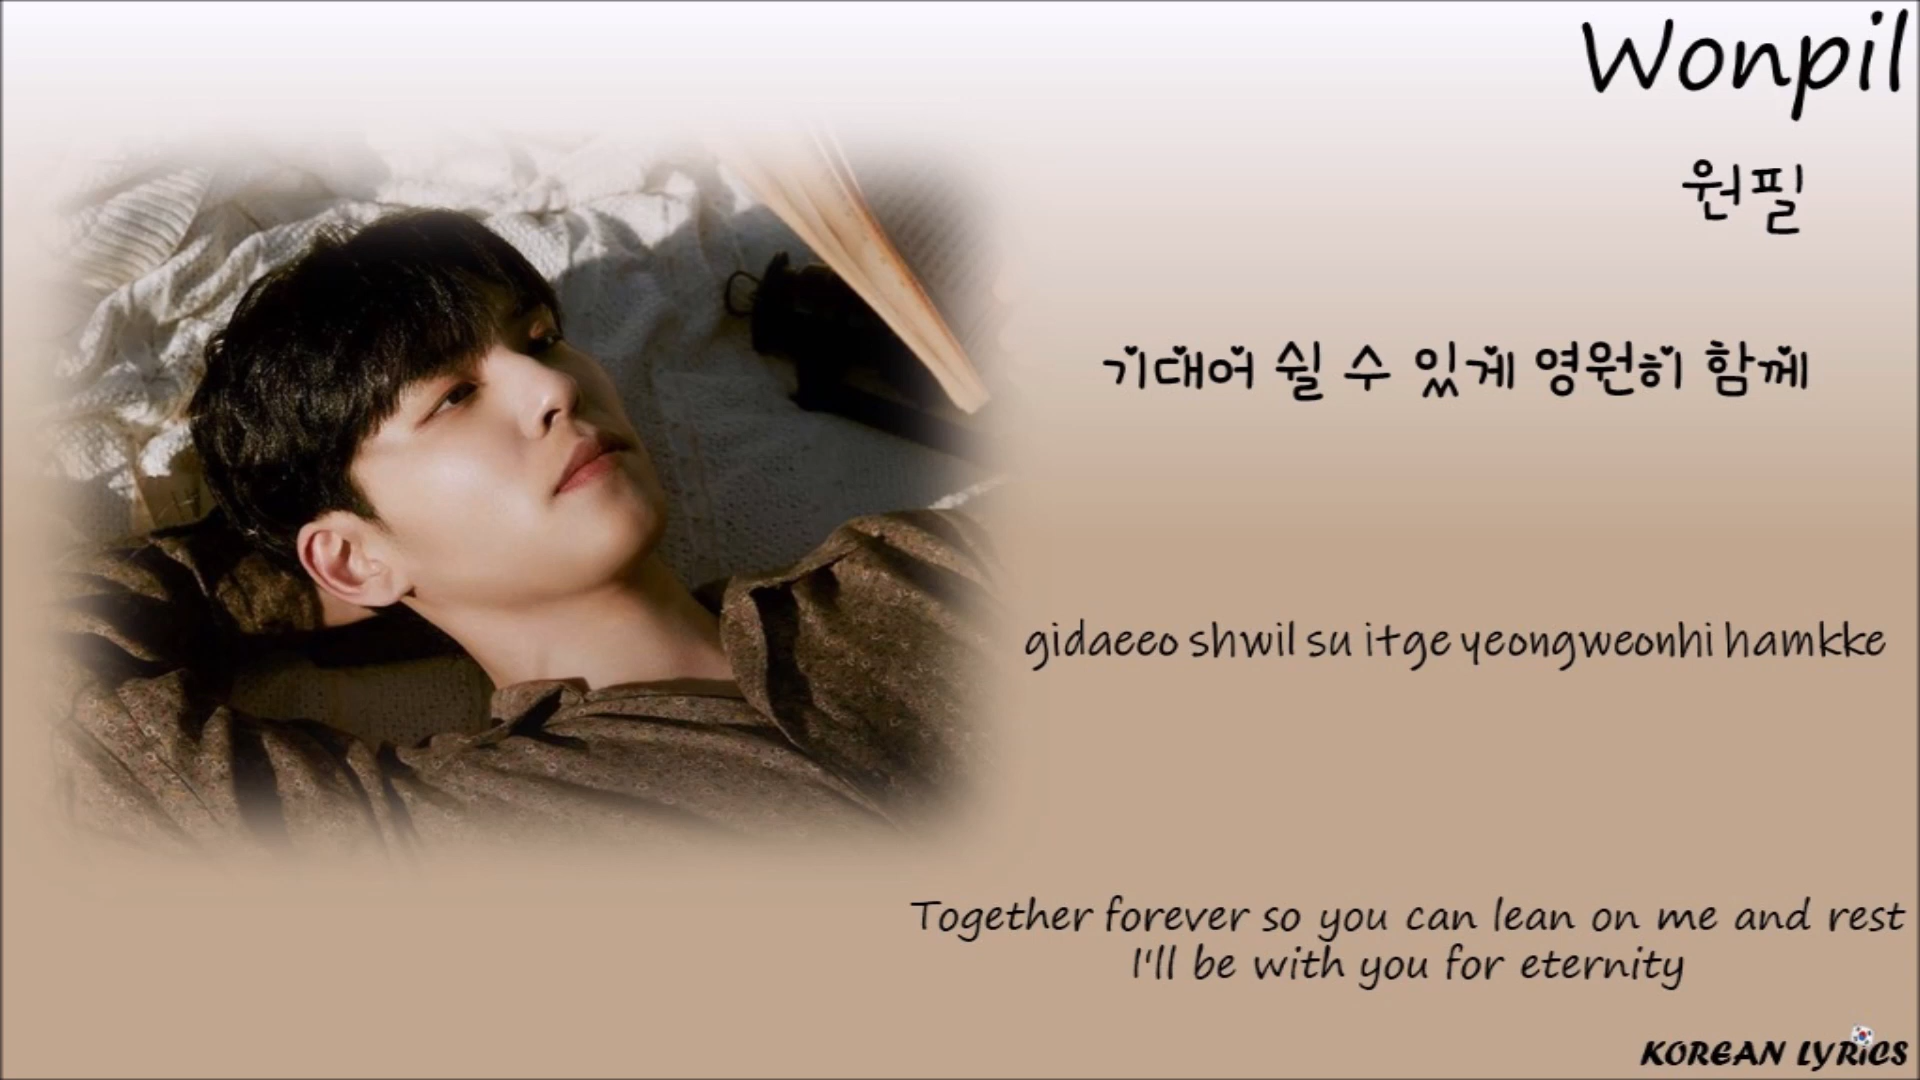 Wonpil
원필
기대어 쉴 수 있게 영원히 함께
gidaeeo shwil su itge yeongweonhi hamkke
Together forever so you can lean on me and rest
I'll be with you for eternity
KOREAN LYRiCS